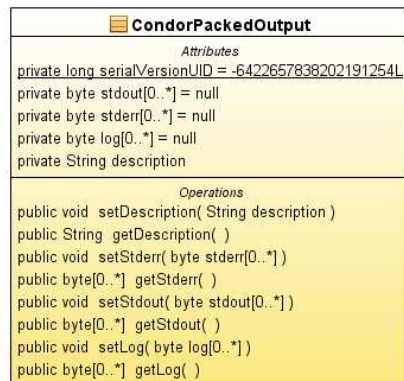 CondorPackedOutput
Attributes
private long serialVersionUID = -6422657838202191254L
private byte stdout[0..*] = null
private byte stderr[0..*] = null
private byte log[0..*] = null
private String description
Operations
public void setDescription( String description )
public String getDescription( )
public void setStderr( byte stderr[0..*] )
public byte[0..*] getStderr( )
public void setStdout( byte stdout[0..*] )
public byte[0..*] getStdout( )
public void setLog( byte log[0..*] )
public byte[0..*] getLog( )